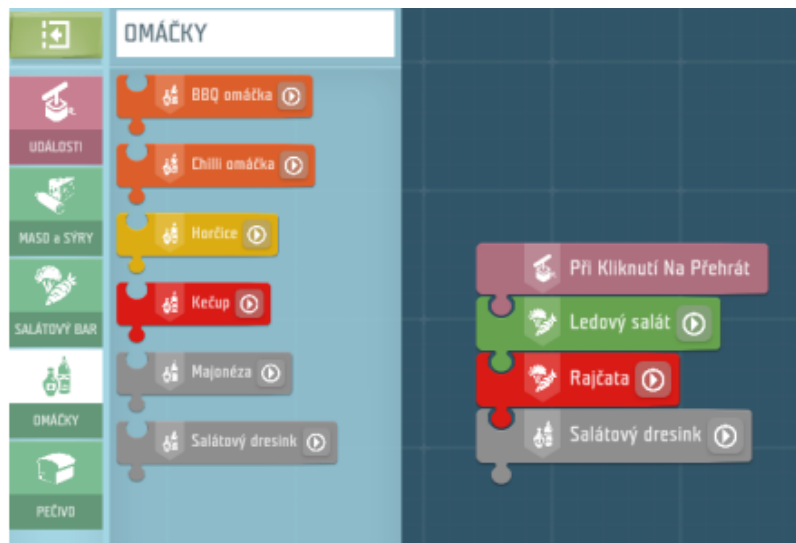 OMÁČKY
UDÁLOSTI
MASO a SÝRY
SALÁTOVÝ BAR
OMÁČKY
PEČIVO
BBQ omáčka
Chilli omáčka
Horčice
Kečup
Majonéza
Salátový dresink
Při Kliknutí Na Přehrát
Ledový salát
Rajčata
Salátový dresink